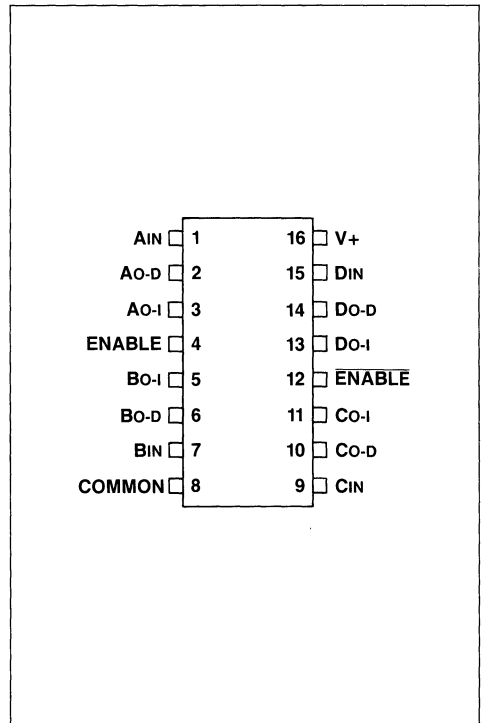 AIN 1 16 V+
AO-D 2 15 DIN
AO-I 3 14 DO-D
ENABLE 4 13 DO-I
BO-I 5 12 E̅N̅A̅B̅L̅E̅
BO-D 6 11 CO-I
BIN 7 10 CO-D
COMMON 8 9 CIN